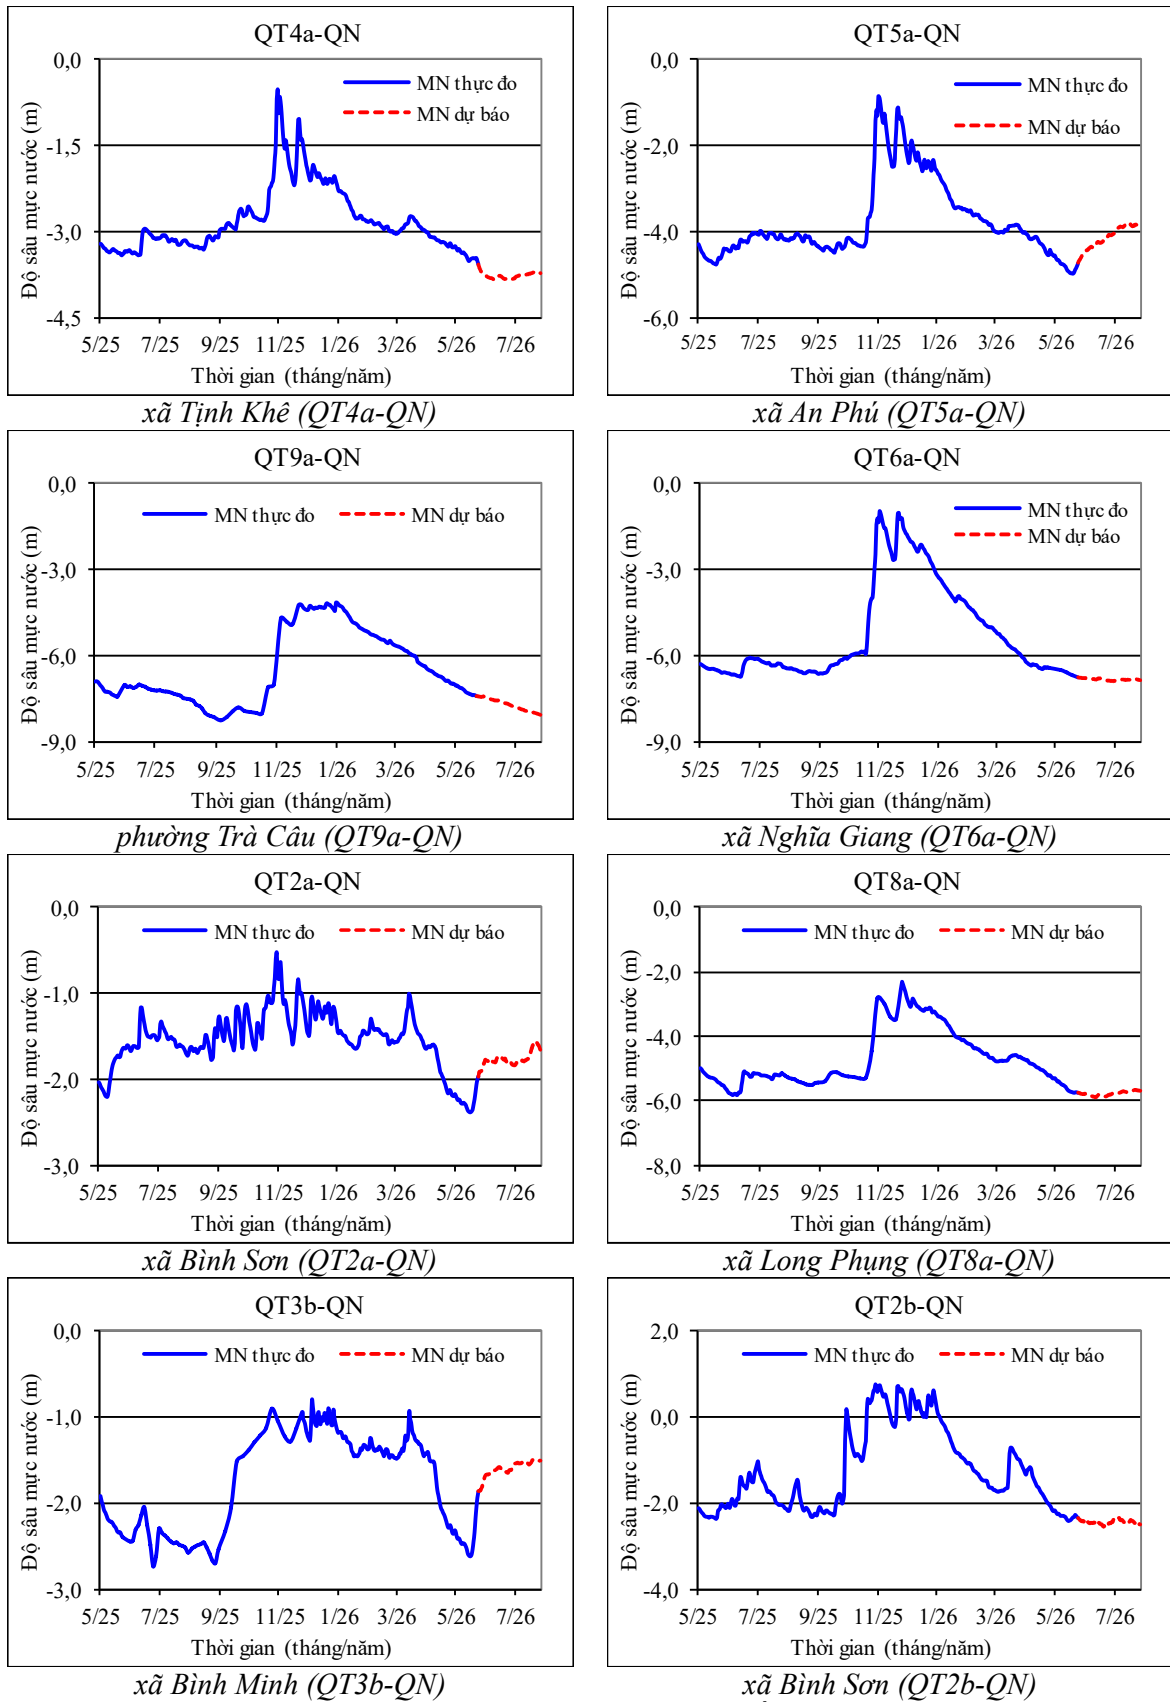 QT4a-QN
0,0
-1,5
-3,0
-4,5
Độ sâu mực nước (m)
MN thực đo
MN dự báo
5/25 7/25 9/25 11/25 1/26 3/26 5/26 7/26
Thời gian (tháng/năm)
xã Tịnh Khê (QT4a-QN)
QT5a-QN
0,0
-2,0
-4,0
-6,0
Độ sâu mực nước (m)
MN thực đo
MN dự báo
5/25 7/25 9/25 11/25 1/26 3/26 5/26 7/26
Thời gian (tháng/năm)
xã An Phú (QT5a-QN)
QT9a-QN
0,0
-3,0
-6,0
-9,0
Độ sâu mực nước (m)
MN thực đo MN dự báo
5/25 7/25 9/25 11/25 1/26 3/26 5/26 7/26
Thời gian (tháng/năm)
phường Trà Câu (QT9a-QN)
QT6a-QN
0,0
-3,0
-6,0
-9,0
Độ sâu mực nước (m)
MN thực đo
MN dự báo
5/25 7/25 9/25 11/25 1/26 3/26 5/26 7/26
Thời gian (tháng/năm)
xã Nghĩa Giang (QT6a-QN)
QT2a-QN
0,0
-1,0
-2,0
-3,0
Độ sâu mực nước (m)
MN thực đo MN dự báo
5/25 7/25 9/25 11/25 1/26 3/26 5/26 7/26
Thời gian (tháng/năm)
xã Bình Sơn (QT2a-QN)
QT8a-QN
0,0
-2,0
-4,0
-6,0
-8,0
Độ sâu mực nước (m)
MN thực đo MN dự báo
5/25 7/25 9/25 11/25 1/26 3/26 5/26 7/26
Thời gian (tháng/năm)
xã Long Phụng (QT8a-QN)
QT3b-QN
0,0
-1,0
-2,0
-3,0
Độ sâu mực nước (m)
MN thực đo MN dự báo
5/25 7/25 9/25 11/25 1/26 3/26 5/26 7/26
Thời gian (tháng/năm)
xã Bình Minh (QT3b-QN)
QT2b-QN
2,0
0,0
-2,0
-4,0
Độ sâu mực nước (m)
MN thực đo MN dự báo
5/25 7/25 9/25 11/25 1/26 3/26 5/26 7/26
Thời gian (tháng/năm)
xã Bình Sơn (QT2b-QN)